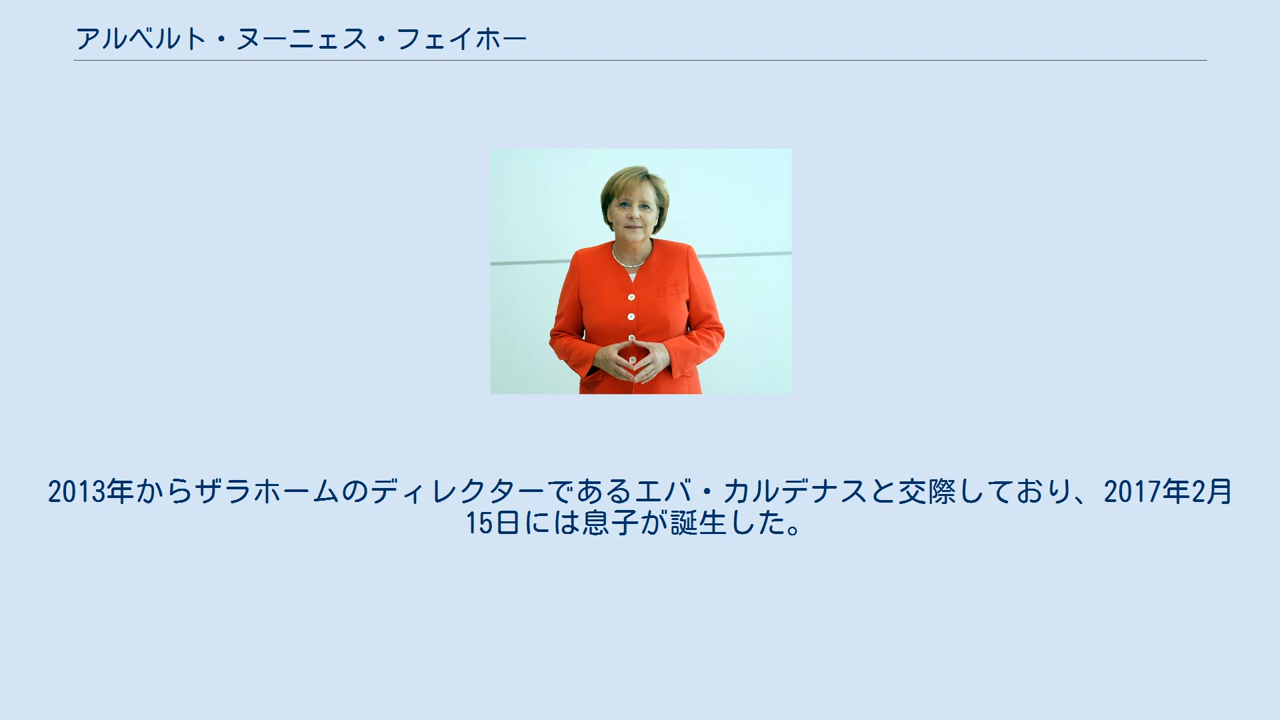 アルベルト・ヌーニェス・フェイホー
2013年からザラホームのディレクターであるエバ・カルデナスと交際しており、2017年2月
15日には息子が誕生した。